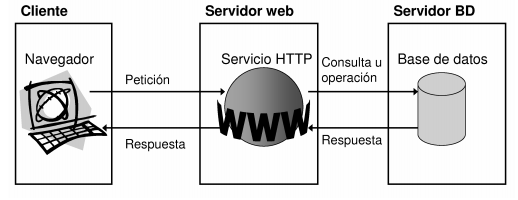 Cliente
Servidor web
Servidor BD
Navegador
Servicio HTTP
Base de datos
Petición
Consulta u
operación
WWW
Respuesta
Respuesta